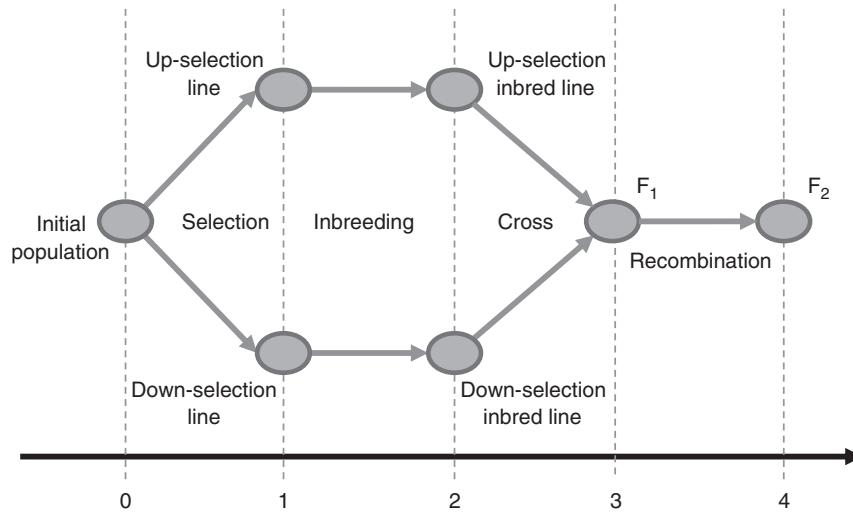 Up-selection
line
Up-selection
inbred line
Initial
population
Selection
Inbreeding
Cross
F1
F2
Recombination
Down-selection
line
Down-selection
inbred line
0
1
2
3
4